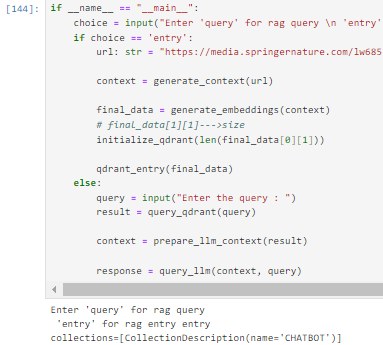 [144]: if __name__ == "__main__":
choice = input("Enter 'query' for rag query \n 'entry'
if choice == 'entry':
url: str = "https://media.springernature.com/lw685
context = generate_context(url)
final_data = generate_embeddings(context)
# final_data[1][1]--->size
initialize_qdrant(len(final_data[0][1]))
qdrant_entry(final_data)
else:
query = input("Enter the query : ")
result = query_qdrant(query)
context = prepare_llm_context(result)
response = query_llm(context, query)
Enter 'query' for rag query
'entry' for rag entry entry
collections=[CollectionDescription(name='CHATBOT')]